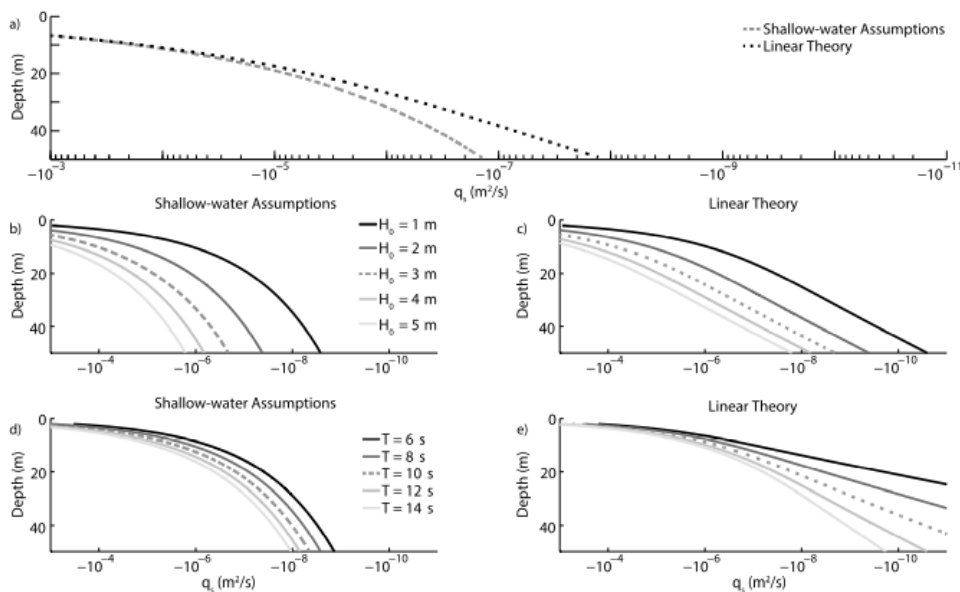 a)
0
20
40
Depth (m)
Shallow-water Assumptions
Linear Theory
−10⁻³ −10⁻⁵ −10⁻⁷ −10⁻⁹ −10⁻¹¹
qₛ (m²/s)
Shallow-water Assumptions
b)
0
20
40
Depth (m)
H₀ = 1 m
H₀ = 2 m
H₀ = 3 m
H₀ = 4 m
H₀ = 5 m
−10⁻⁴ −10⁻⁶ −10⁻⁸ −10⁻¹⁰
Linear Theory
c)
0
20
40
Depth (m)
−10⁻⁴ −10⁻⁶ −10⁻⁸ −10⁻¹⁰
Shallow-water Assumptions
d)
0
20
40
Depth (m)
T = 6 s
T = 8 s
T = 10 s
T = 12 s
T = 14 s
−10⁻⁴ −10⁻⁶ −10⁻⁸ −10⁻¹⁰
qₛ (m²/s)
Linear Theory
e)
0
20
40
Depth (m)
−10⁻⁴ −10⁻⁶ −10⁻⁸ −10⁻¹⁰
qₛ (m²/s)